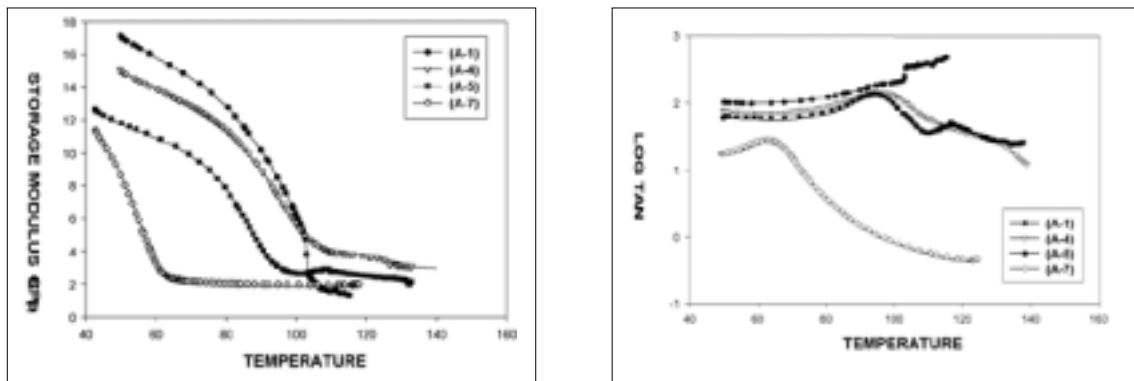 18
16
14
12
10
8
6
4
2
0
40 60 80 100 120 140 160
STORAGE MODULUS
TEMPERATURE
(A-1)
(A-4)
(A-5)
(A-7)
3
2
1
0
-1
40 60 80 100 120 140 160
LOG TAN
TEMPERATURE
(A-1)
(A-4)
(A-7)